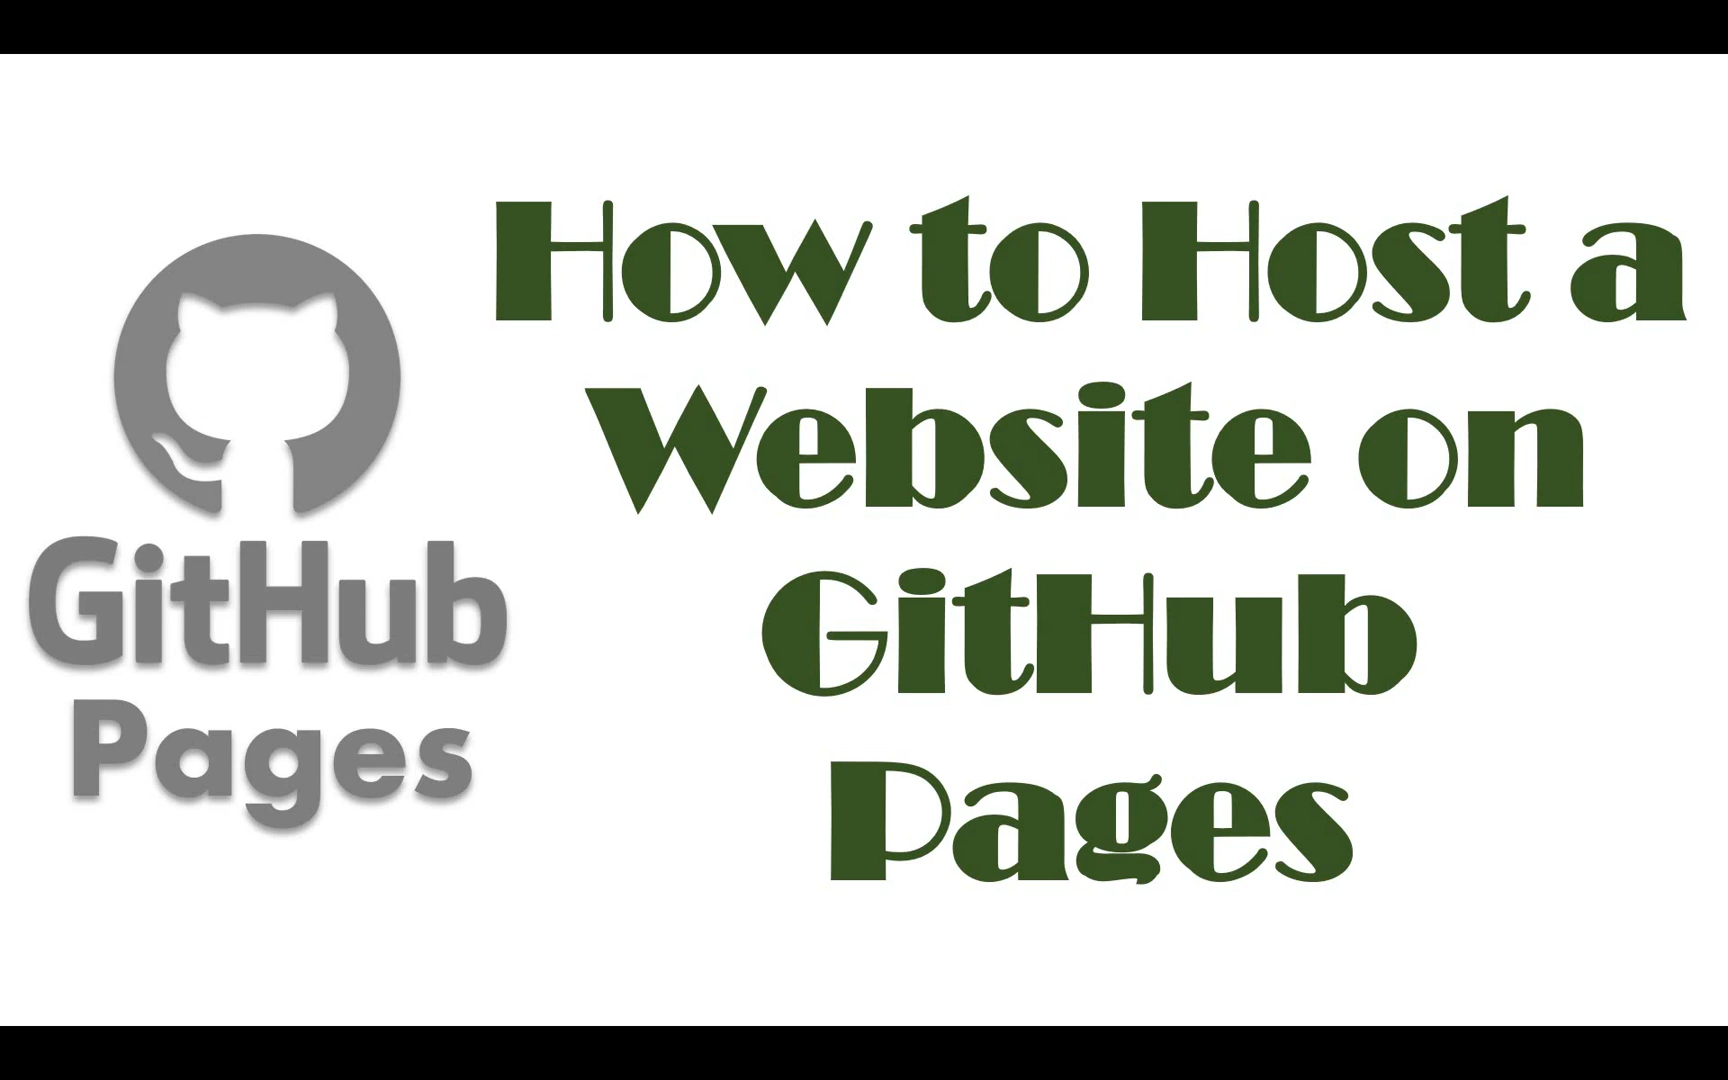 GitHub
Pages
How to Host a
Website on
GitHub
Pages